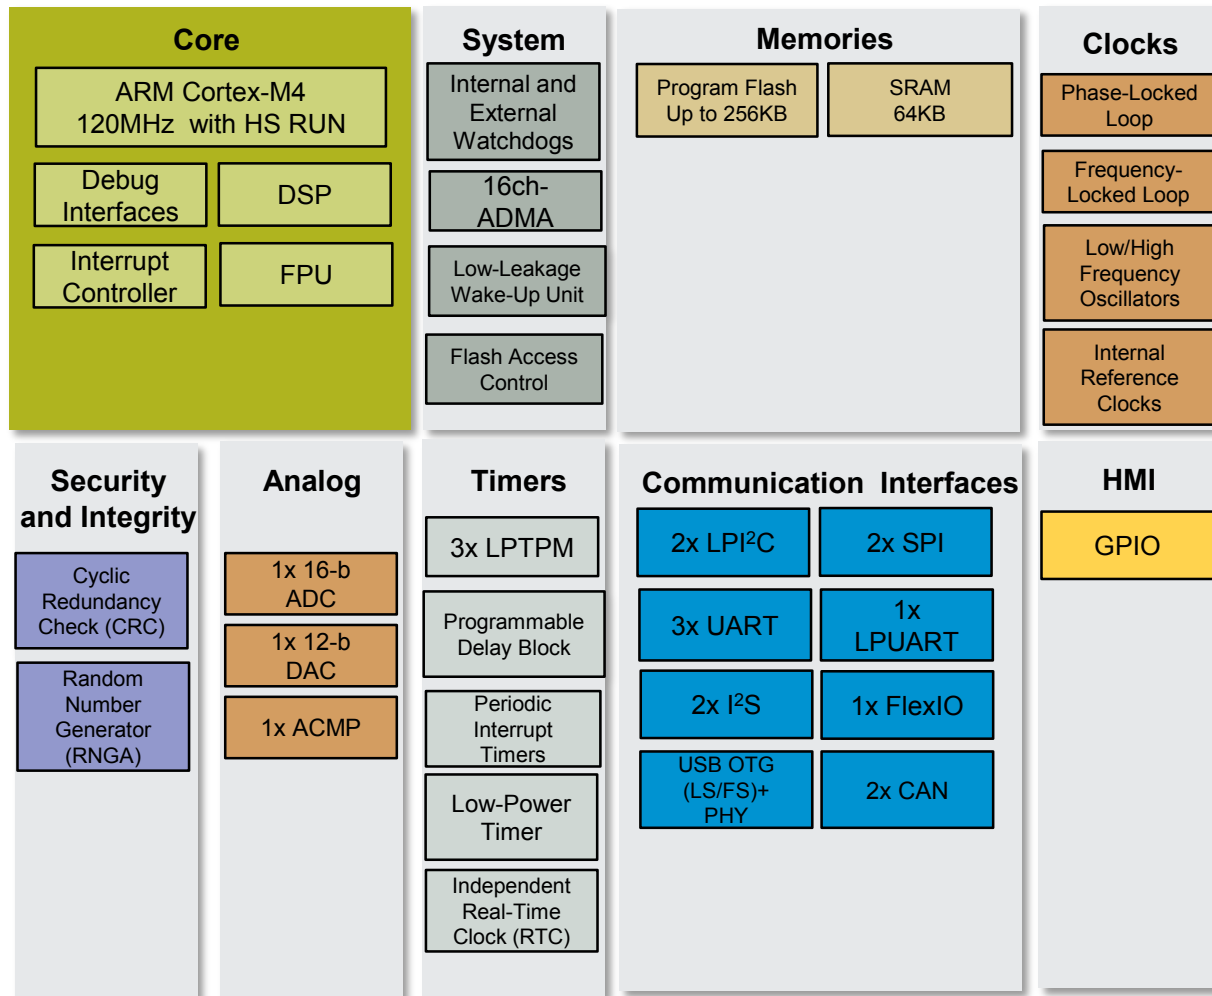 Core
ARM Cortex-M4
120MHz with HS RUN
Debug
Interfaces
DSP
Interrupt
Controller
FPU
System
Internal and
External
Watchdogs
16ch-
ADMA
Low-Leakage
Wake-Up Unit
Flash Access
Control
Memories
Program Flash
Up to 256KB
SRAM
64KB
Clocks
Phase-Locked
Loop
Frequency-
Locked Loop
Low/High
Frequency
Oscillators
Internal
Reference
Clocks
Security
and Integrity
Cyclic
Redundancy
Check (CRC)
Random
Number
Generator
(RNGA)
Analog
1x 16-b
ADC
1x 12-b
DAC
1x ACMP
Timers
3x LPTPM
Programmable
Delay Block
Periodic
Interrupt
Timers
Low-Power
Timer
Independent
Real-Time
Clock (RTC)
Communication Interfaces
2x LPI²C
2x SPI
3x UART
1x
LPUART
2x I²S
1x FlexIO
USB OTG
(LS/FS)+
PHY
2x CAN
HMI
GPIO